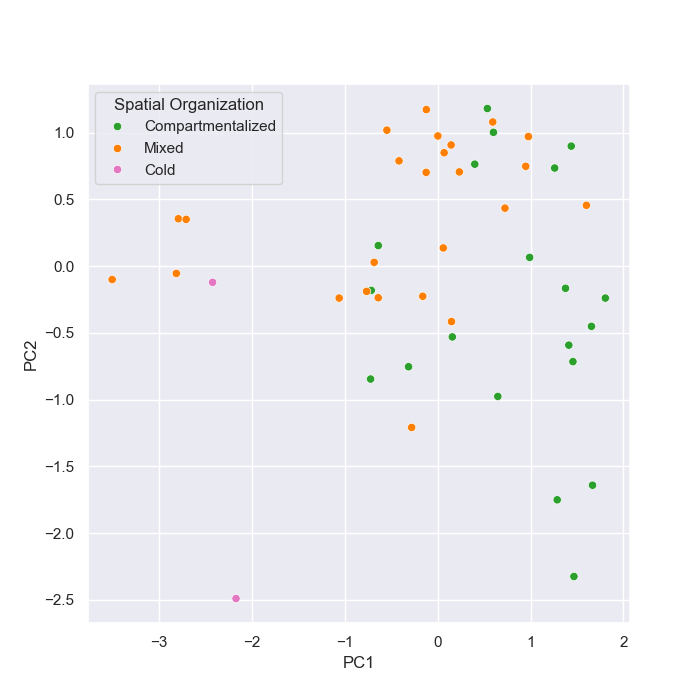 Spatial Organization
Compartmentalized
Mixed
Cold
1.0
0.5
0.0
−0.5
−1.0
−1.5
−2.0
−2.5
PC2
−3
−2
−1
0
1
2
PC1